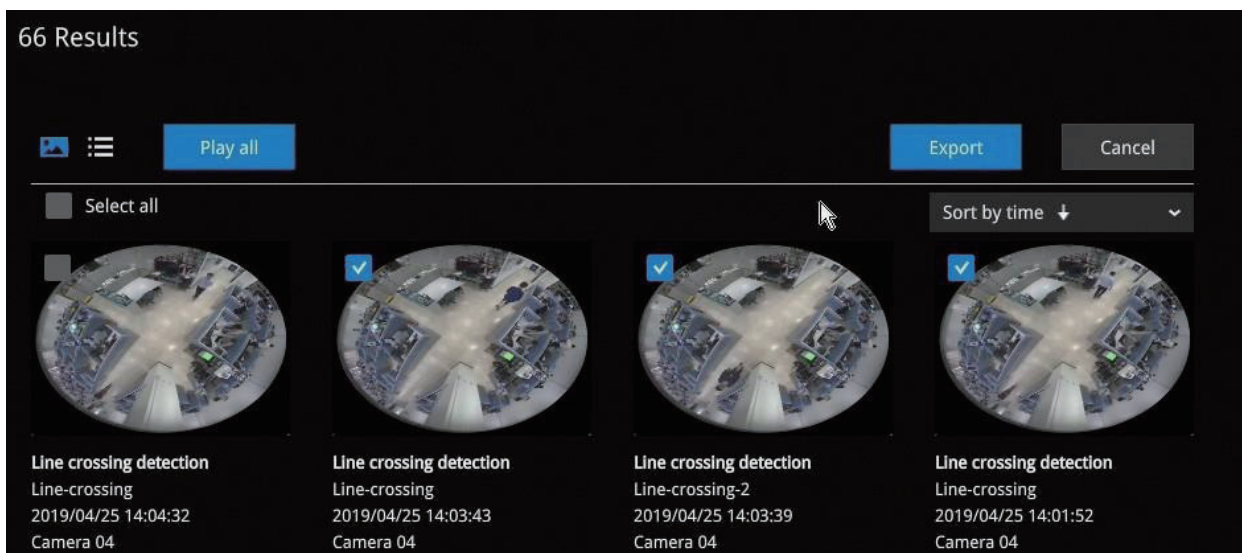 66 Results
Play all
Export
Cancel
Select all
Sort by time ↓
Line crossing detection
Line-crossing
2019/04/25 14:04:32
Camera 04
Line crossing detection
Line-crossing
2019/04/25 14:03:43
Camera 04
Line crossing detection
Line-crossing-2
2019/04/25 14:03:39
Camera 04
Line crossing detection
Line-crossing
2019/04/25 14:01:52
Camera 04